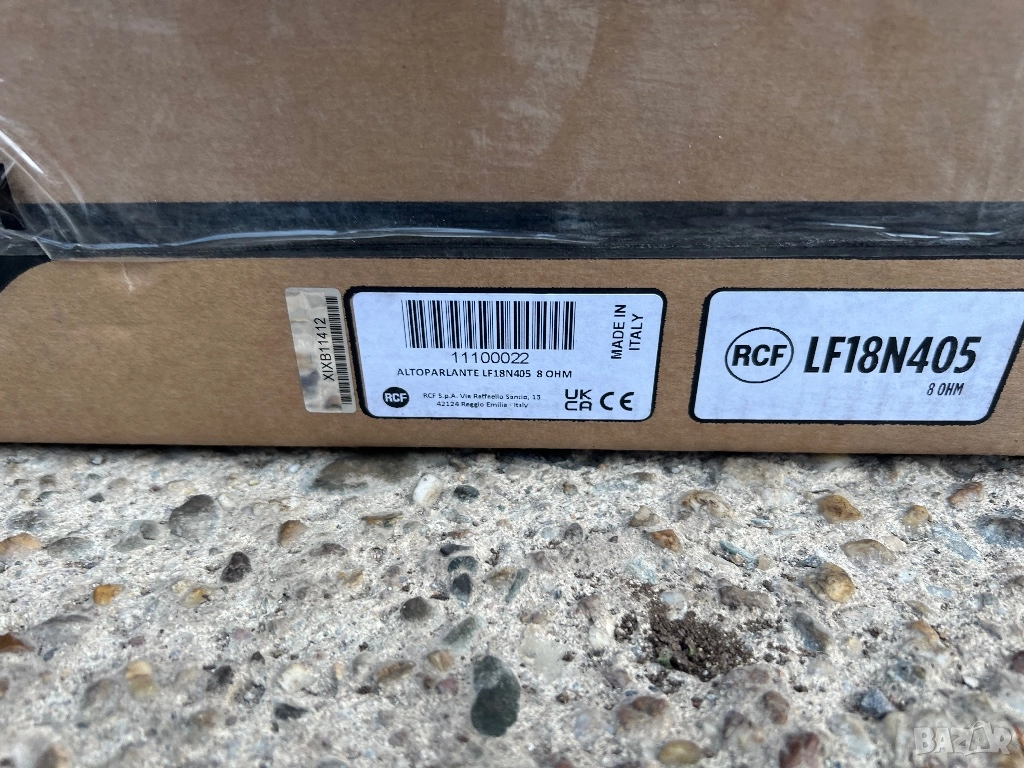 XIXB11412
11100022
ALTOPARLANTE LF18N405 8 OHM
RCF
RCF S.p.A. Via Raffaello Sanzio, 13
42124 Reggio Emilia - Italy
UK
CA CE
MADE IN
ITALY
RCF LF18N405
8 OHM
BAZAR